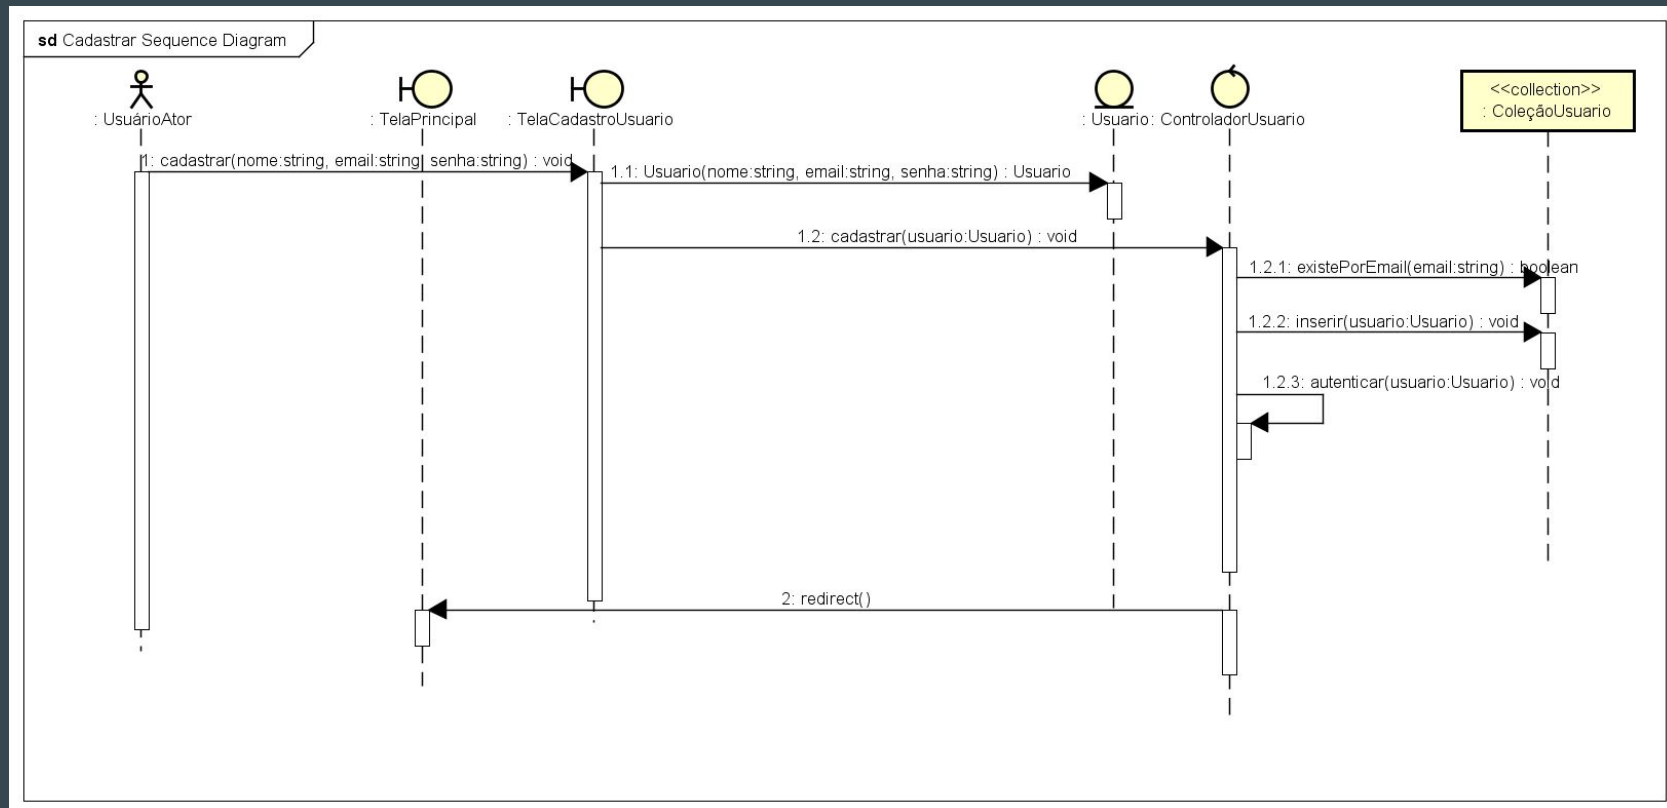 sd Cadastrar Sequence Diagram
: UsuárioAtor
: TelaPrincipal
: TelaCadastroUsuario
: Usuario
: ControladorUsuario
<<collection>>
: ColeçãoUsuario
1: cadastrar(nome:string, email:string, senha:string) : void
1.1: Usuario(nome:string, email:string, senha:string) : Usuario
1.2: cadastrar(usuario:Usuario) : void
1.2.1: existePorEmail(email:string) : boolean
1.2.2: inserir(usuario:Usuario) : void
1.2.3: autenticar(usuario:Usuario) : void
2: redirect()